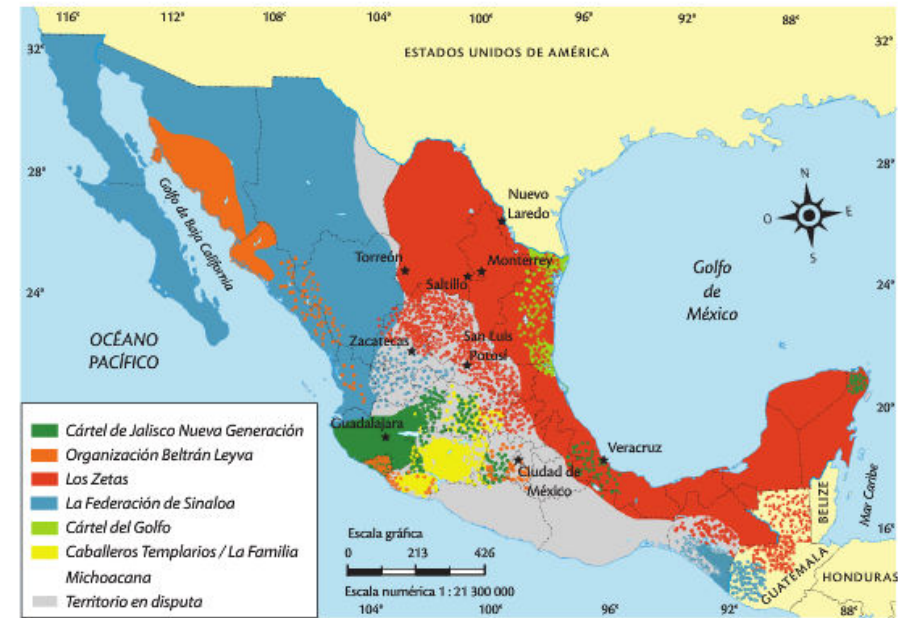 116° 112° 108° 104° 100° 96° 92° 88°
32°
ESTADOS UNIDOS DE AMÉRICA
32°
28°
28°
Golfo de Baja California
Nuevo
Laredo
N
O
E
S
Torreón
Monterrey
Saltillo
24°
24°
Golfo
de
México
OCÉANO
PACÍFICO
Zacatecas
San Luis
Potosí
20°
Guadalajara
Veracruz
Ciudad de
México
Mar Caribe
BELIZE
16°
GUATEMALA
HONDURAS
Cártel de Jalisco Nueva Generación
Organización Beltrán Leyva
Los Zetas
La Federación de Sinaloa
Cártel del Golfo
Caballeros Templarios / La Familia
Michoacana
Territorio en disputa
Escala gráfica
0 213 426
Escala numérica 1 : 21 300 000
104° 100° 96° 92° 88°